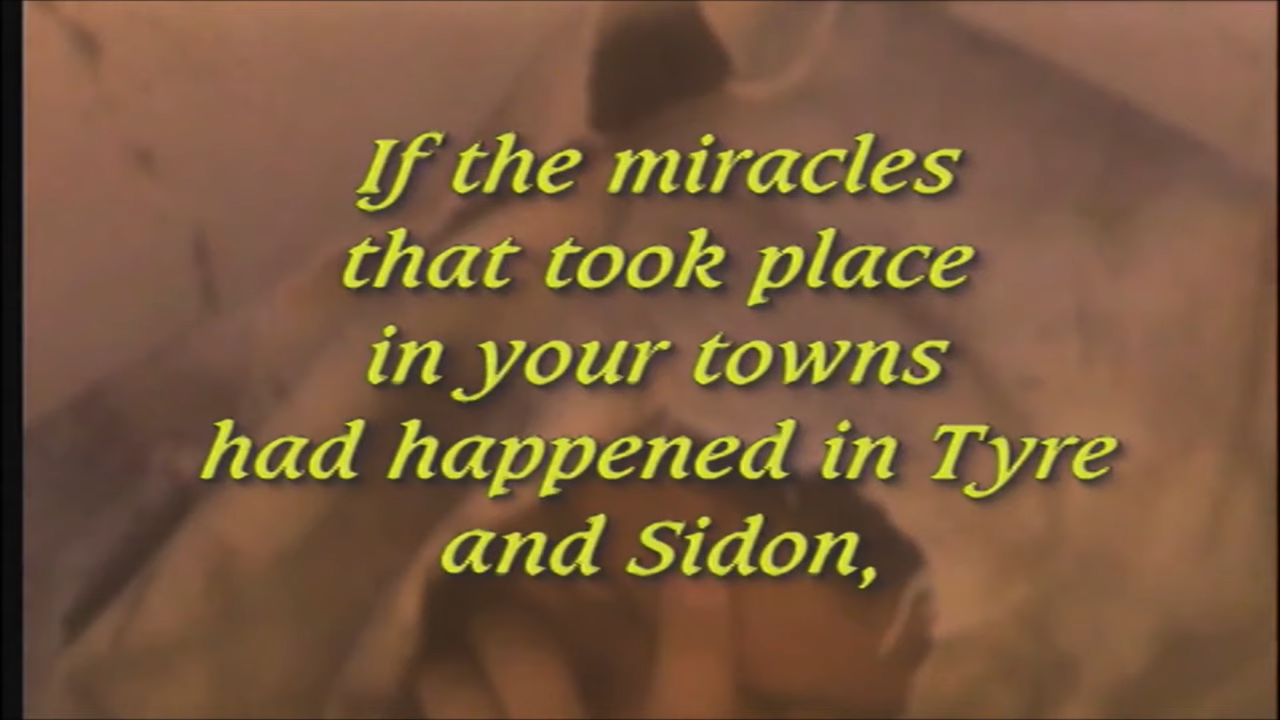 If the miracles
that took place
in your towns
had happened in Tyre
and Sidon,